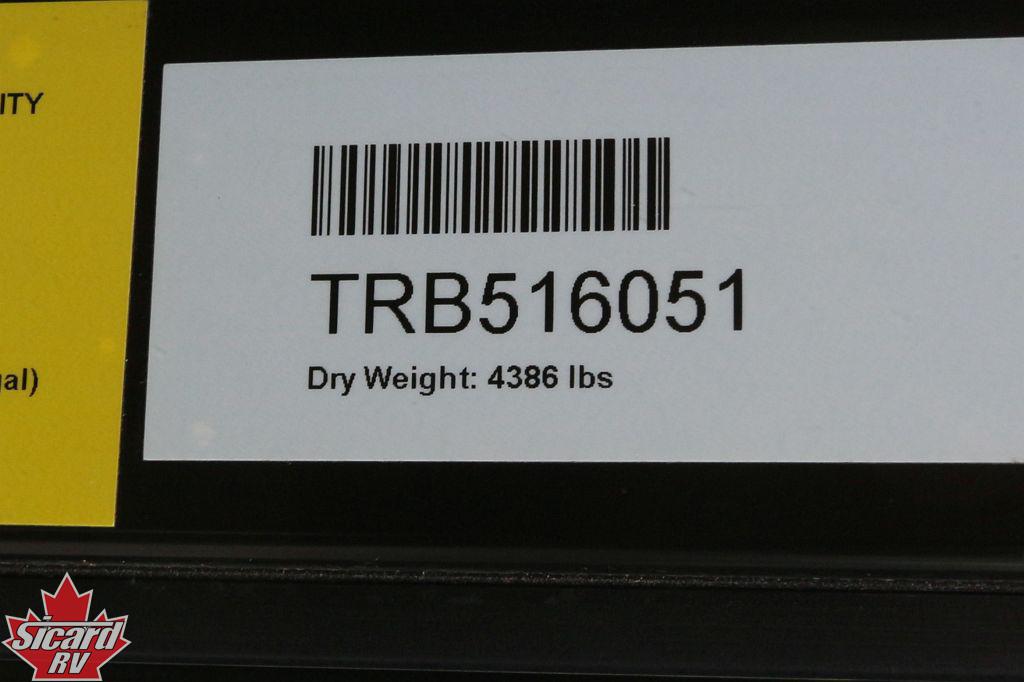 ITY
gal)
TRB516051
Dry Weight: 4386 lbs
Sicard
RV